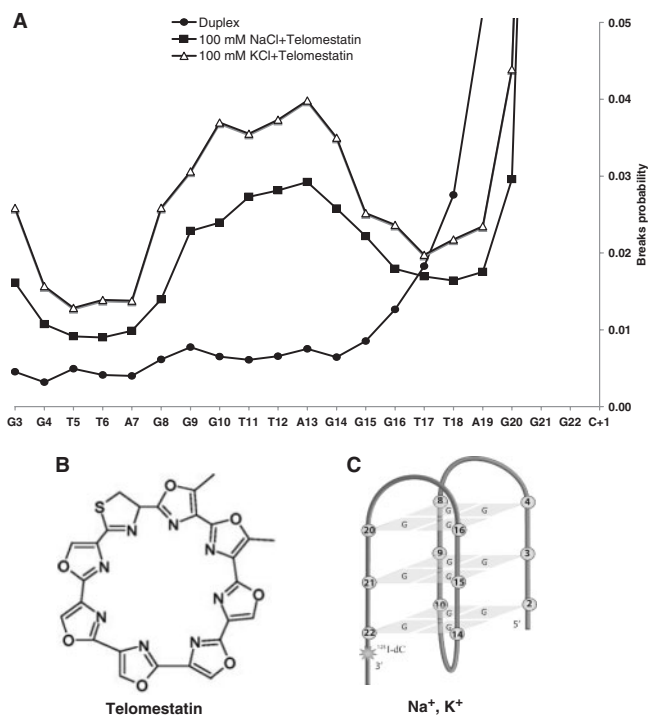 A
Duplex
100 mM NaCl+Telomestatin
100 mM KCl+Telomestatin
0.05
0.04
0.03
0.02
0.01
0.00
Breaks probability
G3 G4 T5 T6 A7 G8 G9 G10 T11 T12 A13 G14 G15 G16 T17 T18 A19 G20 G21 G22 C+1
B
S
N
O
N
O
N
O
N
O
N
O
N
O
N
O
N
Telomestatin
C
8
4
G
G
20
G
16
9
3
G
G
21
G
15
10
2
G
G
22
G
14
5'
¹²⁵I-dC
3'
Na⁺, K⁺